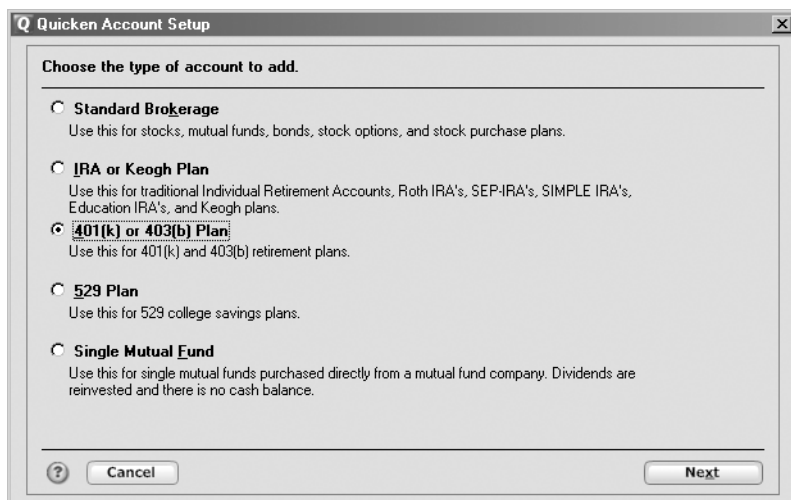 Quicken Account Setup
Choose the type of account to add.
Standard Brokerage
Use this for stocks, mutual funds, bonds, stock options, and stock purchase plans.
IRA or Keogh Plan
Use this for traditional Individual Retirement Accounts, Roth IRA's, SEP-IRA's, SIMPLE IRA's,
Education IRA's, and Keogh plans.
401(k) or 403(b) Plan
Use this for 401(k) and 403(b) retirement plans.
529 Plan
Use this for 529 college savings plans.
Single Mutual Fund
Use this for single mutual funds purchased directly from a mutual fund company. Dividends are
reinvested and there is no cash balance.
? Cancel Next